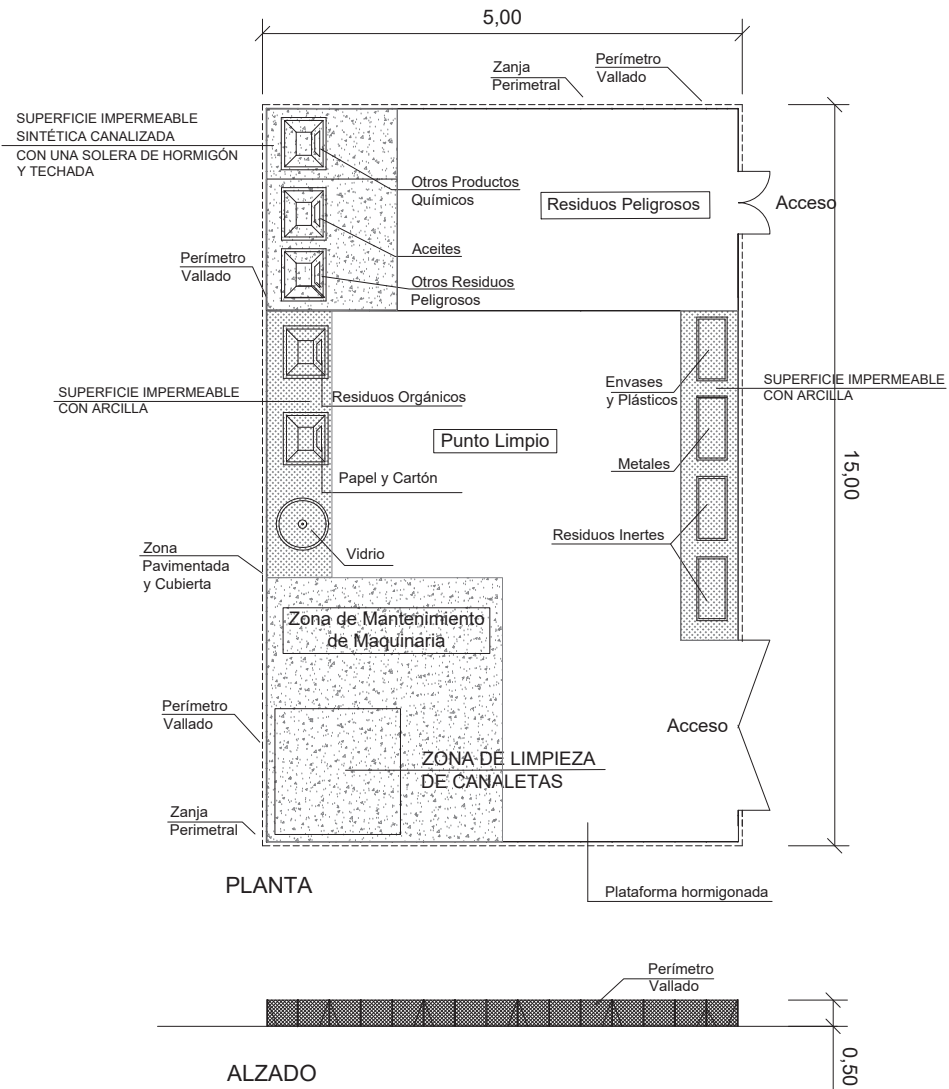 5,00
Zanja
Perimetral
Perímetro
Vallado
SUPERFICIE IMPERMEABLE
SINTÉTICA CANALIZADA
CON UNA SOLERA DE HORMIGÓN
Y TECHADA
Otros Productos
Químicos
Residuos Peligrosos
Acceso
Aceites
Perímetro
Vallado
Otros Residuos
Peligrosos
SUPERFICIE IMPERMEABLE
CON ARCILLA
Residuos Orgánicos
Envases
y Plásticos
SUPERFICIE IMPERMEABLE
CON ARCILLA
Punto Limpio
Metales
15,00
Papel y Cartón
Residuos Inertes
Vidrio
Zona
Pavimentada
y Cubierta
Zona de Mantenimiento
de Maquinaria
Perímetro
Vallado
Acceso
ZONA DE LIMPIEZA
DE CANALETAS
Zanja
Perimetral
PLANTA
Plataforma hormigonada
Perímetro
Vallado
0,50
ALZADO